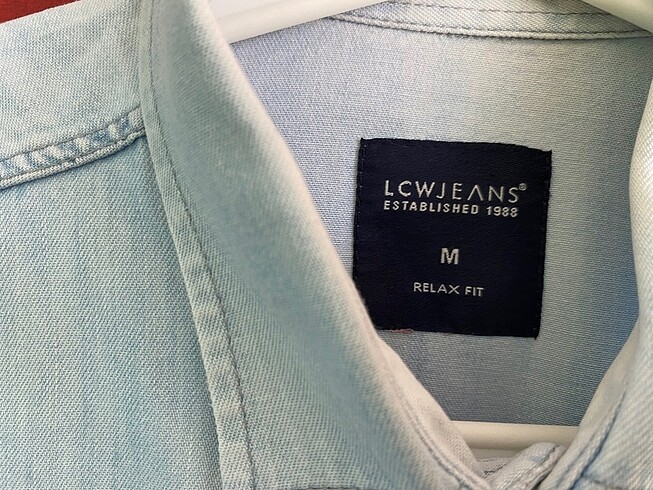 LCWJEANS®
ESTABLISHED 1988
M
RELAX FIT